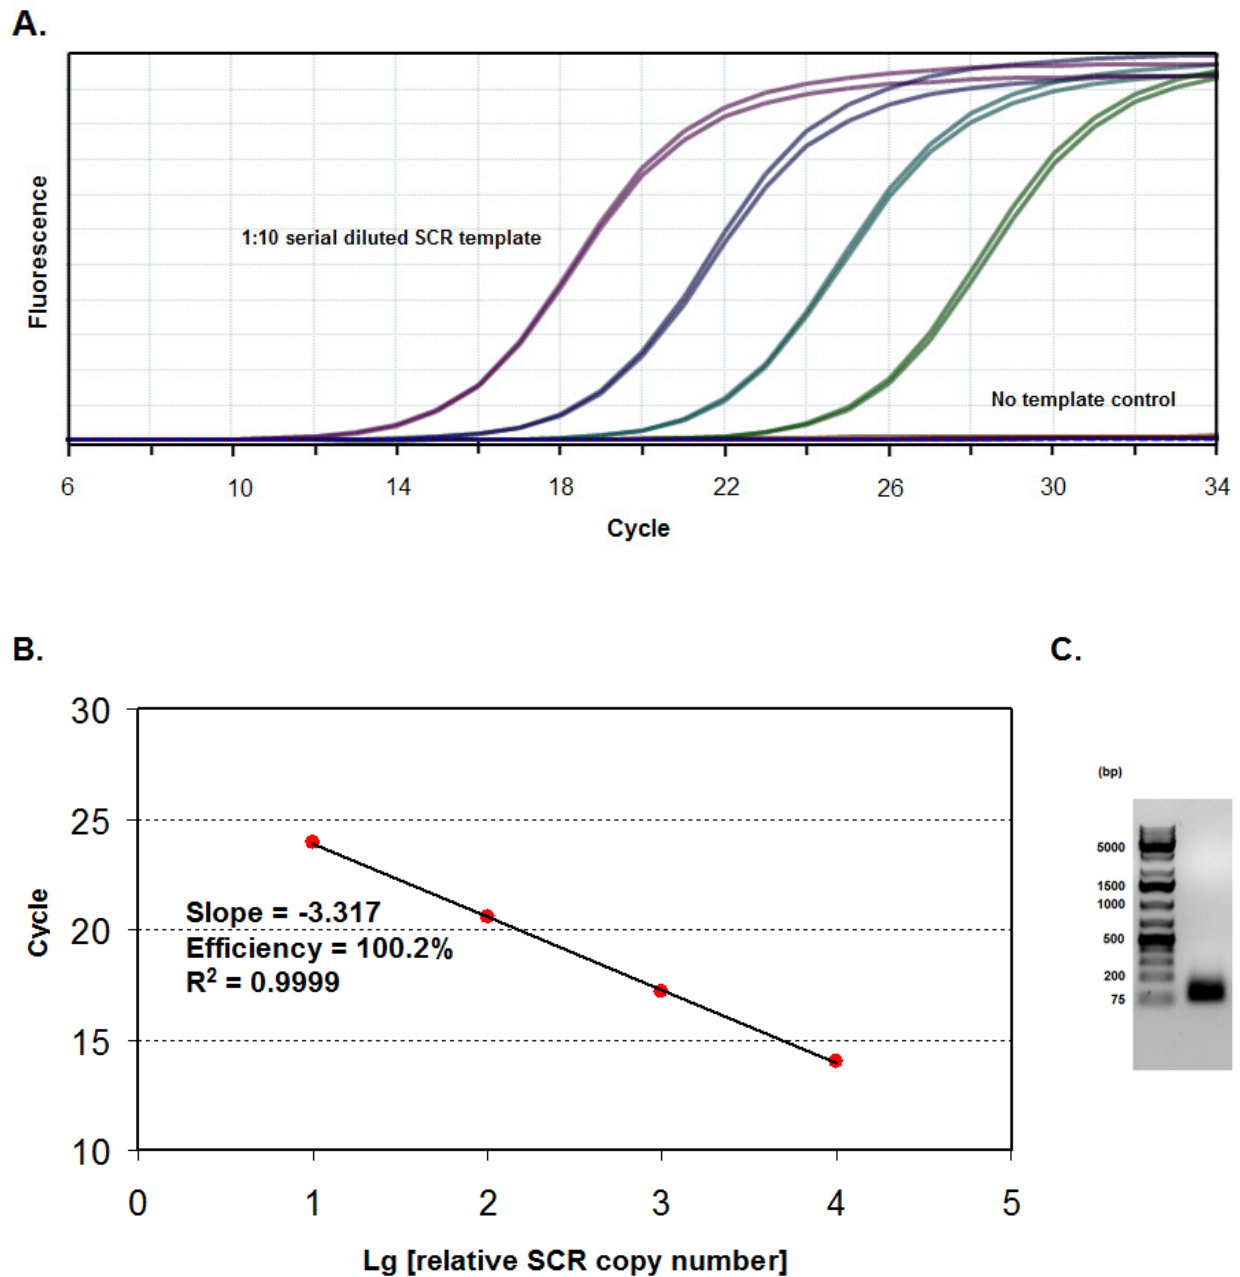 A.
Fluorescence
1:10 serial diluted SCR template
No template control
6 10 14 18 22 26 30 34
Cycle
B.
30
25
20
15
10
Cycle
Slope = -3.317
Efficiency = 100.2%
R² = 0.9999
0 1 2 3 4 5
Lg [relative SCR copy number]
C.
(bp)
5000
1500
1000
500
200
75